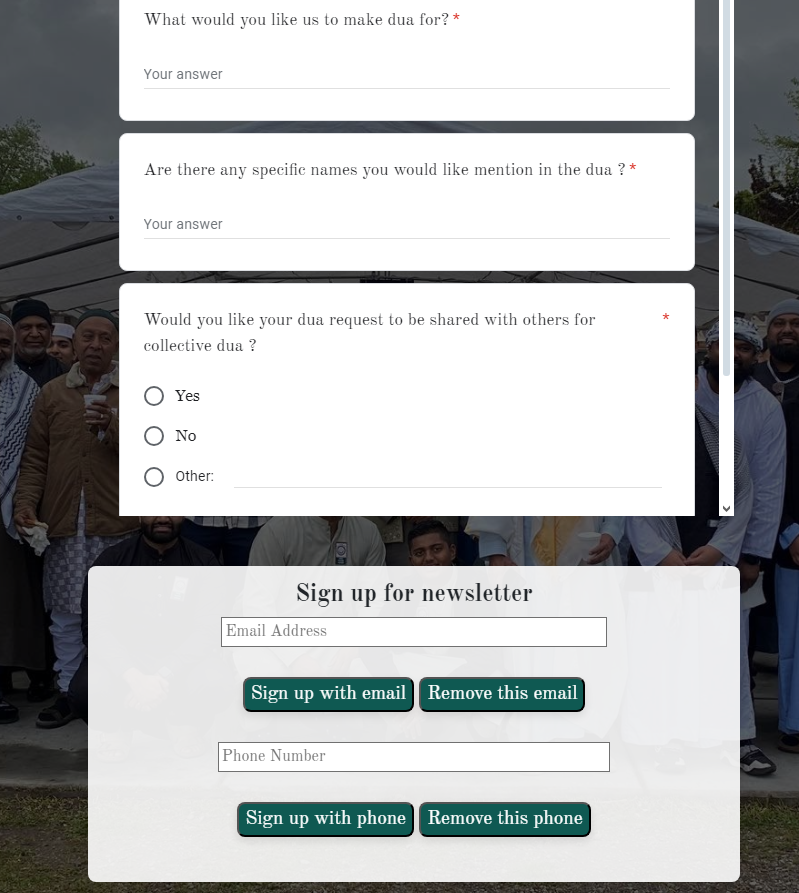 What would you like us to make dua for? *
Your answer
Are there any specific names you would like mention in the dua ? *
Your answer
Would you like your dua request to be shared with others for *
collective dua ?
Yes
No
Other:
Sign up for newsletter
Email Address
Sign up with email Remove this email
Phone Number
Sign up with phone Remove this phone